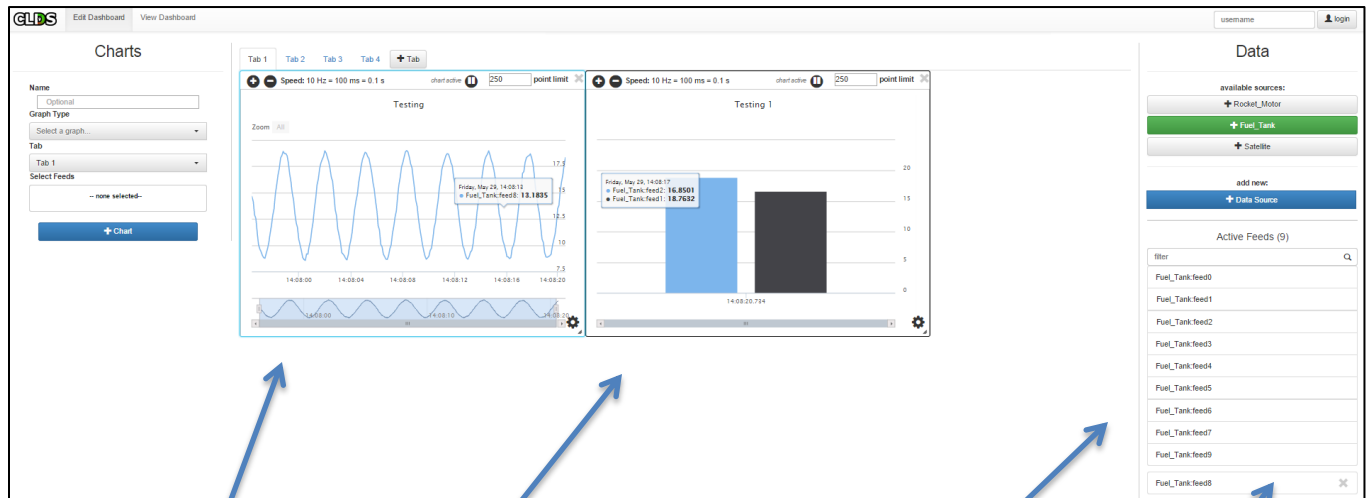 CLDS Edit Dashboard View Dashboard username login
Charts
Name
Optional
Graph Type
Select a graph...
Tab
Tab 1
Select Feeds
-- none selected--
+ Chart
Tab 1 Tab 2 Tab 3 Tab 4 + Tab
Speed: 10 Hz = 100 ms = 0.1 s chart active 250 point limit
Testing
Zoom All
17.5
15
12.5
10
7.5
Friday, May 29, 14:08:12
Fuel_Tank:feed8: 13.1835
14:08:00 14:08:04 14:08:08 14:08:12 14:08:16 14:08:20
14:08:00 14:08:10 14:08:20
Speed: 10 Hz = 100 ms = 0.1 s chart active 250 point limit
Testing 1
20
15
10
5
0
Friday, May 29, 14:08:17
Fuel_Tank:feed2: 16.8501
Fuel_Tank:feed1: 18.7632
14:08:20.734
Data
available sources:
+ Rocket_Motor
+ Fuel_Tank
+ Satellite
add new:
+ Data Source
Active Feeds (9)
filter
Fuel_Tank:feed0
Fuel_Tank:feed1
Fuel_Tank:feed2
Fuel_Tank:feed3
Fuel_Tank:feed4
Fuel_Tank:feed5
Fuel_Tank:feed6
Fuel_Tank:feed7
Fuel_Tank:feed9
Fuel_Tank:feed8